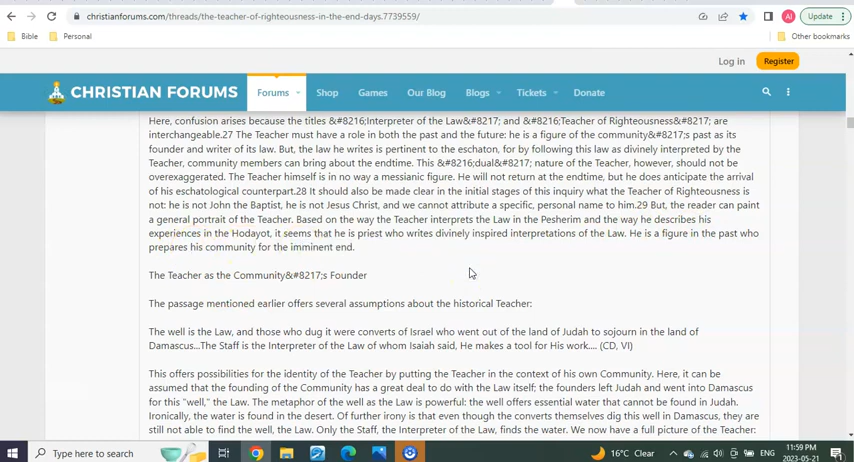 christianforums.com/threads/the-teacher-of-righteousness-in-the-end-days.7739559/
AI
Update
Bible
Personal
Other bookmarks
Log in
Register
CHRISTIAN FORUMS
Forums
Shop
Games
Our Blog
Blogs
Tickets
Donate
Here, confusion arises because the titles &#8216;Interpreter of the Law&#8217; and &#8216;Teacher of Righteousness&#8217; are
interchangeable.27 The Teacher must have a role in both the past and the future: he is a figure of the community&#8217;s past as its
founder and writer of its law. But, the law he writes is pertinent to the eschaton, for by following this law as divinely interpreted by the
Teacher, community members can bring about the endtime. This &#8216;dual&#8217; nature of the Teacher, however, should not be
overexaggerated. The Teacher himself is in no way a messianic figure. He will not return at the endtime, but he does anticipate the arrival
of his eschatological counterpart.28 It should also be made clear in the initial stages of this inquiry what the Teacher of Righteousness is
not: he is not John the Baptist, he is not Jesus Christ, and we cannot attribute a specific, personal name to him.29 But, the reader can paint
a general portrait of the Teacher. Based on the way the Teacher interprets the Law in the Pesherim and the way he describes his
experiences in the Hodayot, it seems that he is priest who writes divinely inspired interpretations of the Law. He is a figure in the past who
prepares his community for the imminent end.
The Teacher as the Community&#8217;s Founder
The passage mentioned earlier offers several assumptions about the historical Teacher:
The well is the Law, and those who dug it were converts of Israel who went out of the land of Judah to sojourn in the land of
Damascus...The Staff is the Interpreter of the Law of whom Isaiah said, He makes a tool for His work.... (CD, VI)
This offers possibilities for the identity of the Teacher by putting the Teacher in the context of his own Community. Here, it can be
assumed that the founding of the Community has a great deal to do with the Law itself; the founders left Judah and went into Damascus
for this "well," the Law. The metaphor of the well as the Law is powerful: the well offers essential water that cannot be found in Judah.
Ironically, the water is found in the desert. Of further irony is that even though the converts themselves dig this well in Damascus, they are
still not able to find the well, the Law. Only the Staff, the Interpreter of the Law, finds the water. We now have a full picture of the Teacher:
Type here to search
16°C Clear
ENG
11:59 PM
2023-05-21